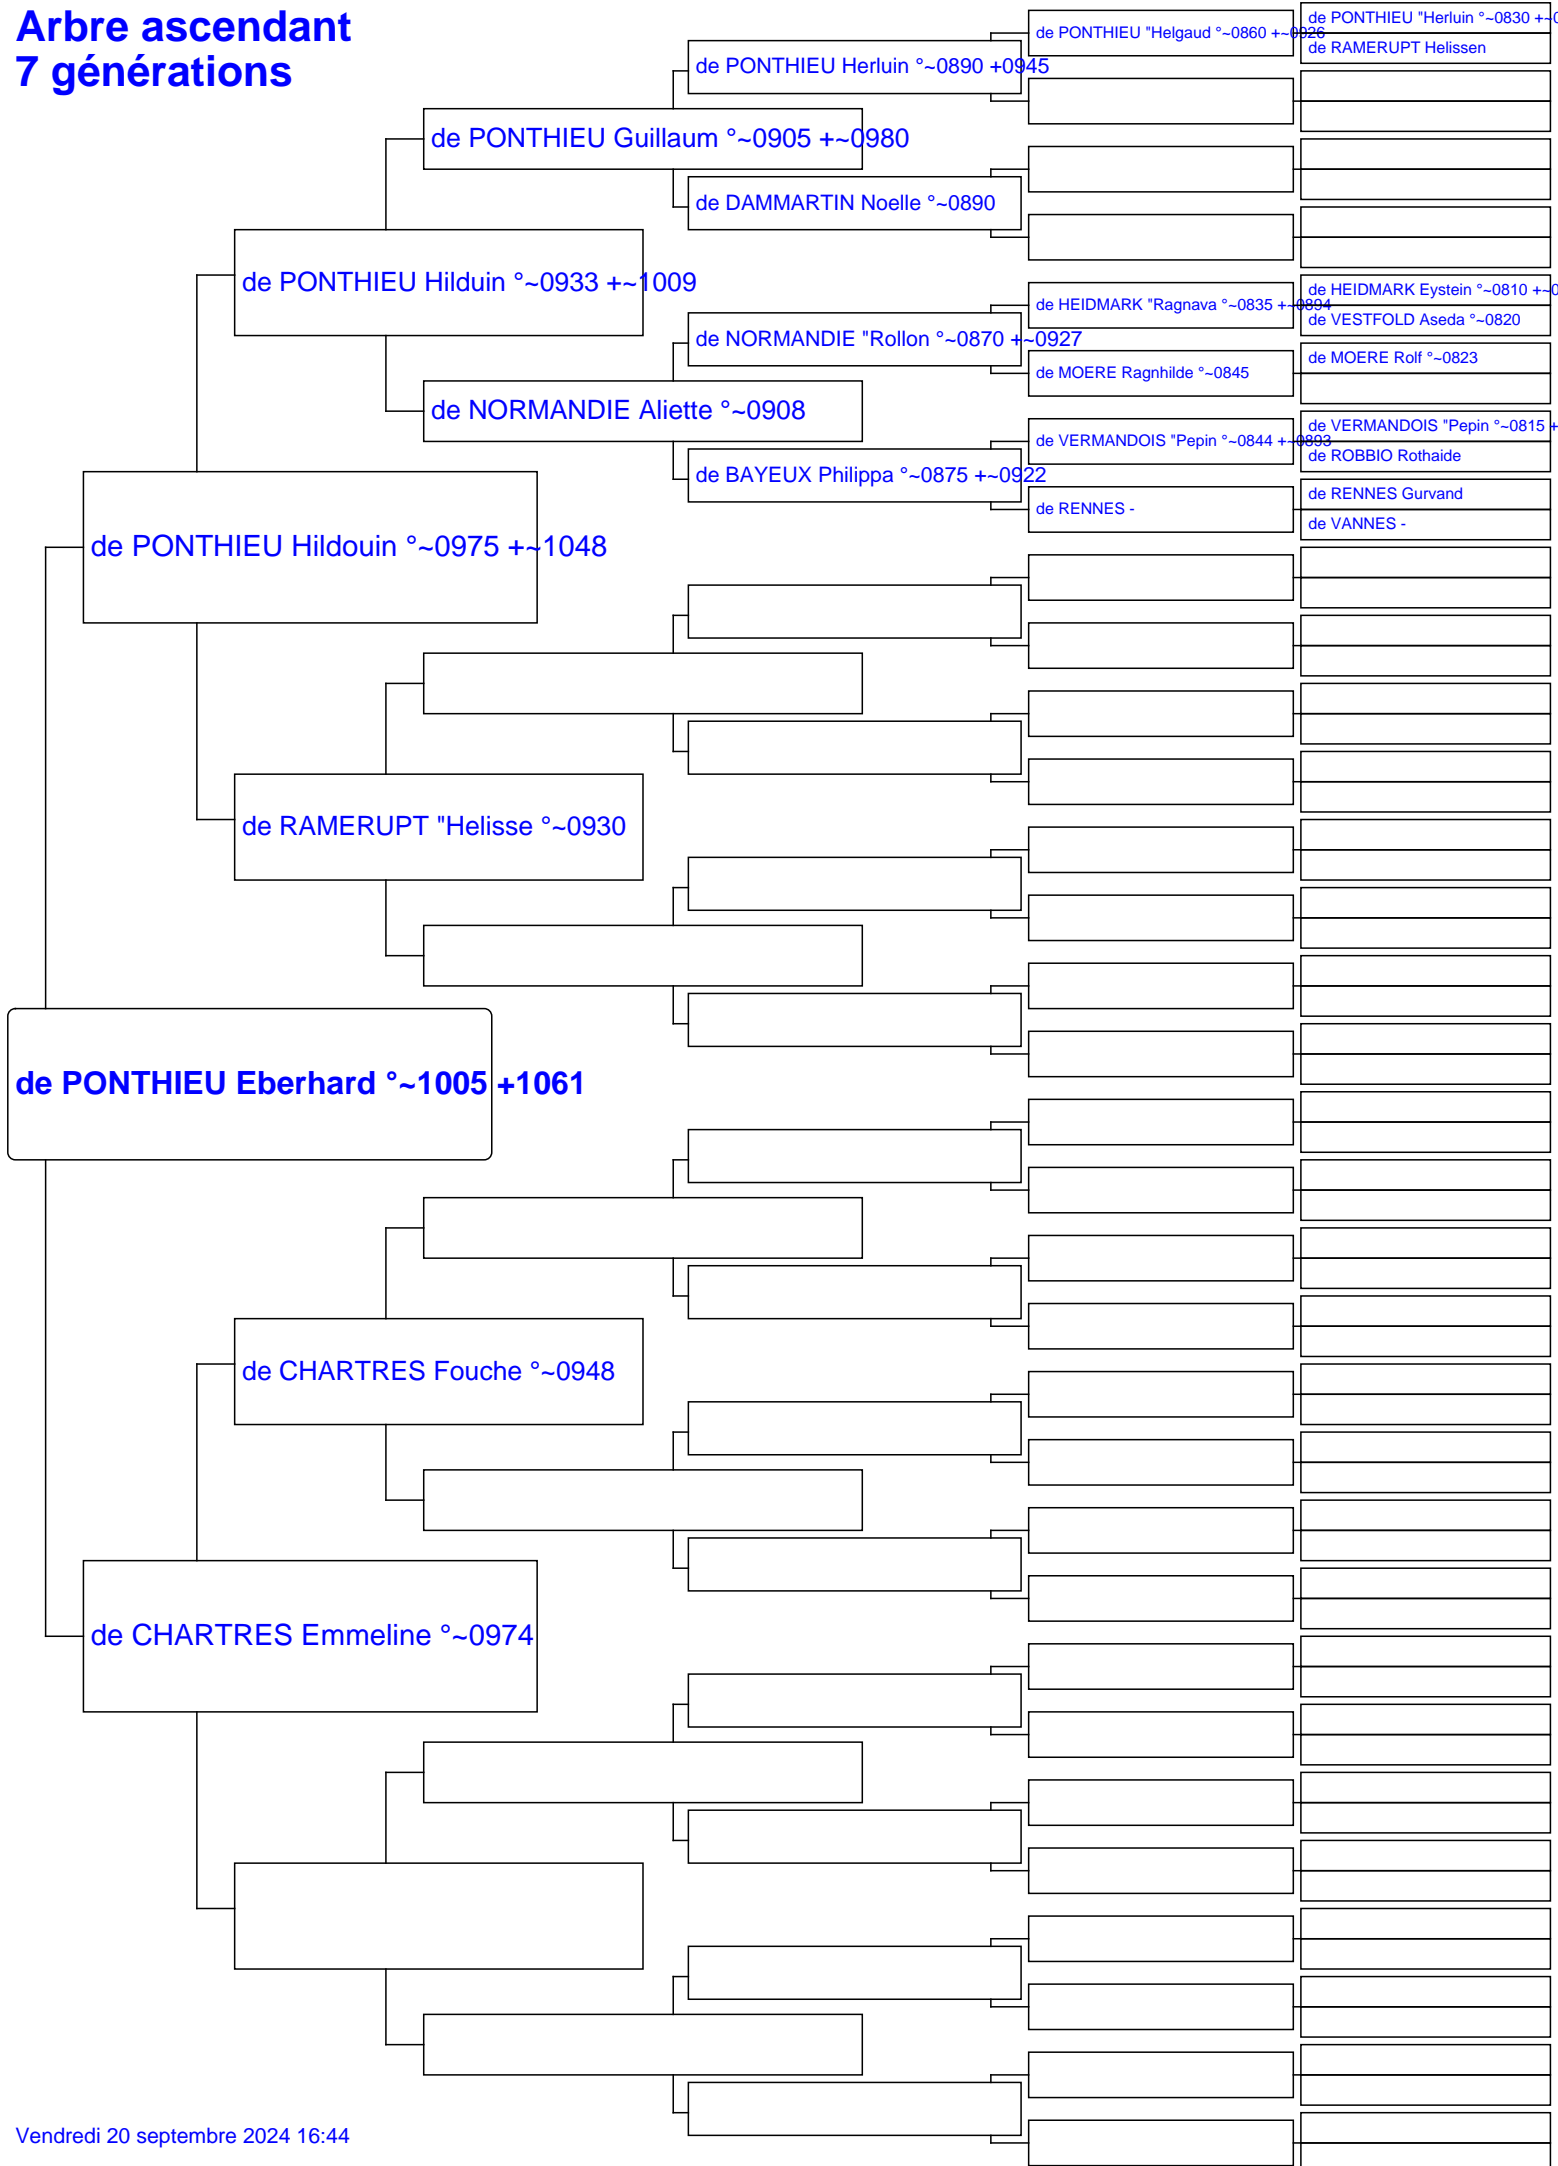 Arbre ascendant
7 générations
de PONTHIEU "Herluin °~0830 +~0
de PONTHIEU "Helgaud °~0860 +~0926
de RAMERUPT Helissen
de PONTHIEU Herluin °~0890 +0945
de PONTHIEU Guillaum °~0905 +~0980
de DAMMARTIN Noelle °~0890
de PONTHIEU Hilduin °~0933 +~1009
de HEIDMARK Eystein °~0810 +~0
de HEIDMARK "Ragnava °~0835 +~0894
de VESTFOLD Aseda °~0820
de NORMANDIE "Rollon °~0870 +~0927
de MOERE Rolf °~0823
de MOERE Ragnhilde °~0845
de NORMANDIE Aliette °~0908
de VERMANDOIS "Pepin °~0815 +
de VERMANDOIS "Pepin °~0844 +~0893
de ROBBIO Rothaide
de BAYEUX Philippa °~0875 +~0922
de RENNES Gurvand
de RENNES -
de VANNES -
de PONTHIEU Hildouin °~0975 +~1048
de RAMERUPT "Helisse °~0930
de PONTHIEU Eberhard °~1005 +1061
de CHARTRES Fouche °~0948
de CHARTRES Emmeline °~0974
Vendredi 20 septembre 2024 16:44